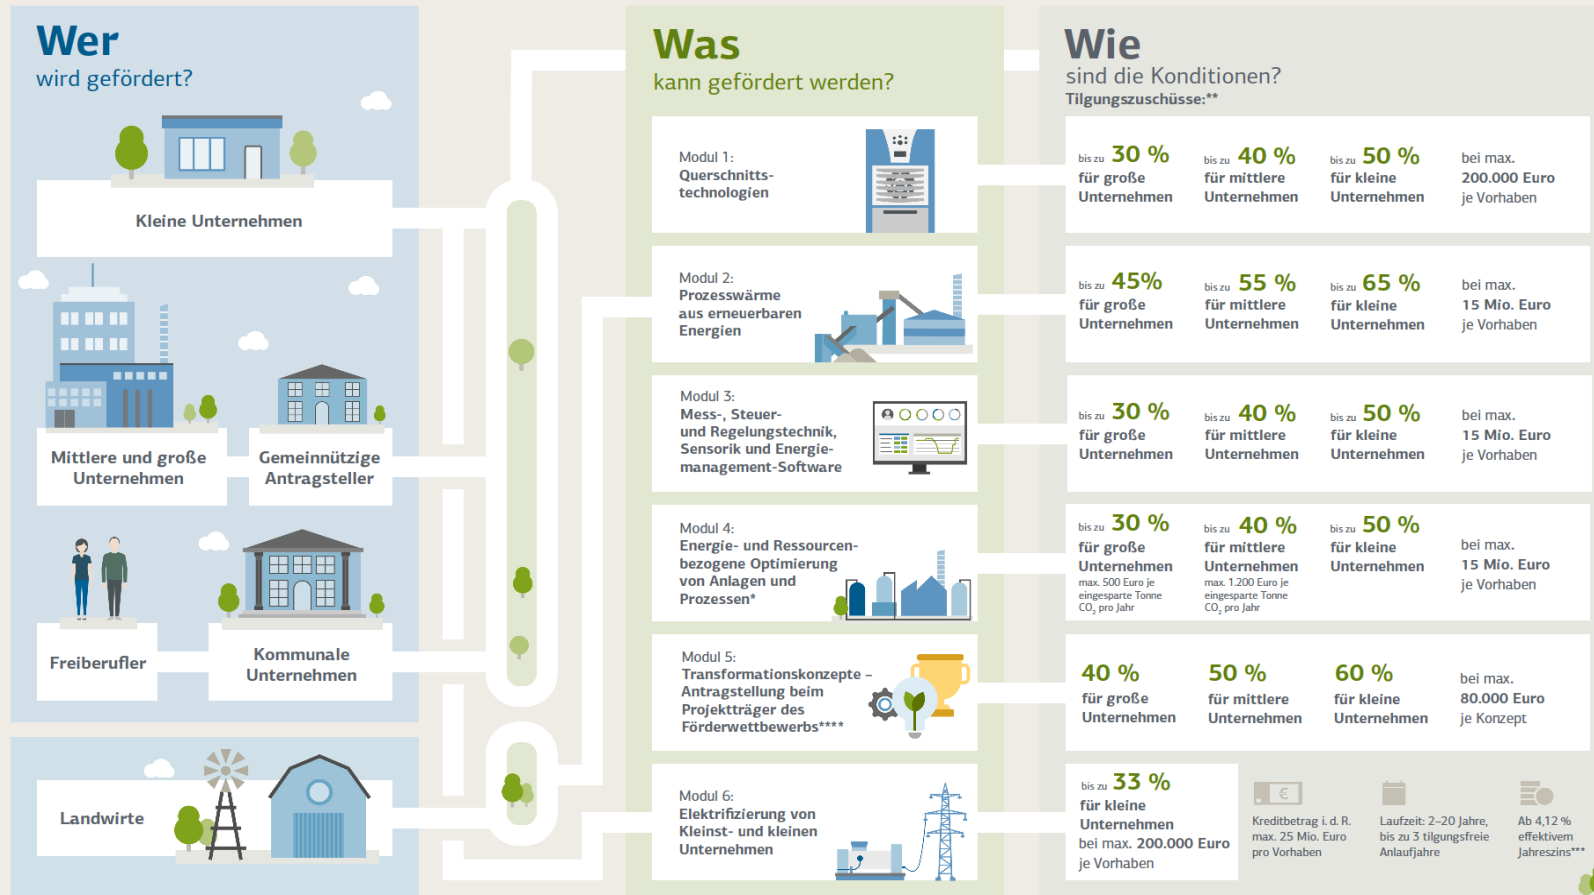 Wer
wird gefördert?
Kleine Unternehmen
Mittlere und große
Unternehmen
Gemeinnützige
Antragsteller
Freiberufler
Kommunale
Unternehmen
Landwirte
Was
kann gefördert werden?
Modul 1:
Querschnitts-
technologien
Modul 2:
Prozesswärme
aus erneuerbaren
Energien
Modul 3:
Mess-, Steuer-
und Regelungstechnik,
Sensorik und Energie-
management-Software
Modul 4:
Energie- und Ressourcen-
bezogene Optimierung
von Anlagen und
Prozessen*
Modul 5:
Transformationskonzepte –
Antragstellung beim
Projektträger des
Förderwettbewerbs****
Modul 6:
Elektrifizierung von
Kleinst- und kleinen
Unternehmen
Wie
sind die Konditionen?
Tilgungszuschüsse:**
bis zu 30 %
für große
Unternehmen
bis zu 40 %
für mittlere
Unternehmen
bis zu 50 %
für kleine
Unternehmen
bei max.
200.000 Euro
je Vorhaben
bis zu 45%
für große
Unternehmen
bis zu 55 %
für mittlere
Unternehmen
bis zu 65 %
für kleine
Unternehmen
bei max.
15 Mio. Euro
je Vorhaben
bis zu 30 %
für große
Unternehmen
bis zu 40 %
für mittlere
Unternehmen
bis zu 50 %
für kleine
Unternehmen
bei max.
15 Mio. Euro
je Vorhaben
bis zu 30 %
für große
Unternehmen
max. 500 Euro je
eingesparte Tonne
CO₂ pro Jahr
bis zu 40 %
für mittlere
Unternehmen
max. 1.200 Euro je
eingesparte Tonne
CO₂ pro Jahr
bis zu 50 %
für kleine
Unternehmen
bei max.
15 Mio. Euro
je Vorhaben
40 %
für große
Unternehmen
50 %
für mittlere
Unternehmen
60 %
für kleine
Unternehmen
bei max.
80.000 Euro
je Konzept
bis zu 33 %
für kleine
Unternehmen
bei max. 200.000 Euro
je Vorhaben
€
Kreditbetrag i. d. R.
max. 25 Mio. Euro
pro Vorhaben
Laufzeit: 2–20 Jahre,
bis zu 3 tilgungsfreie
Anlaufjahre
Ab 4,12 %
effektivem
Jahreszins***